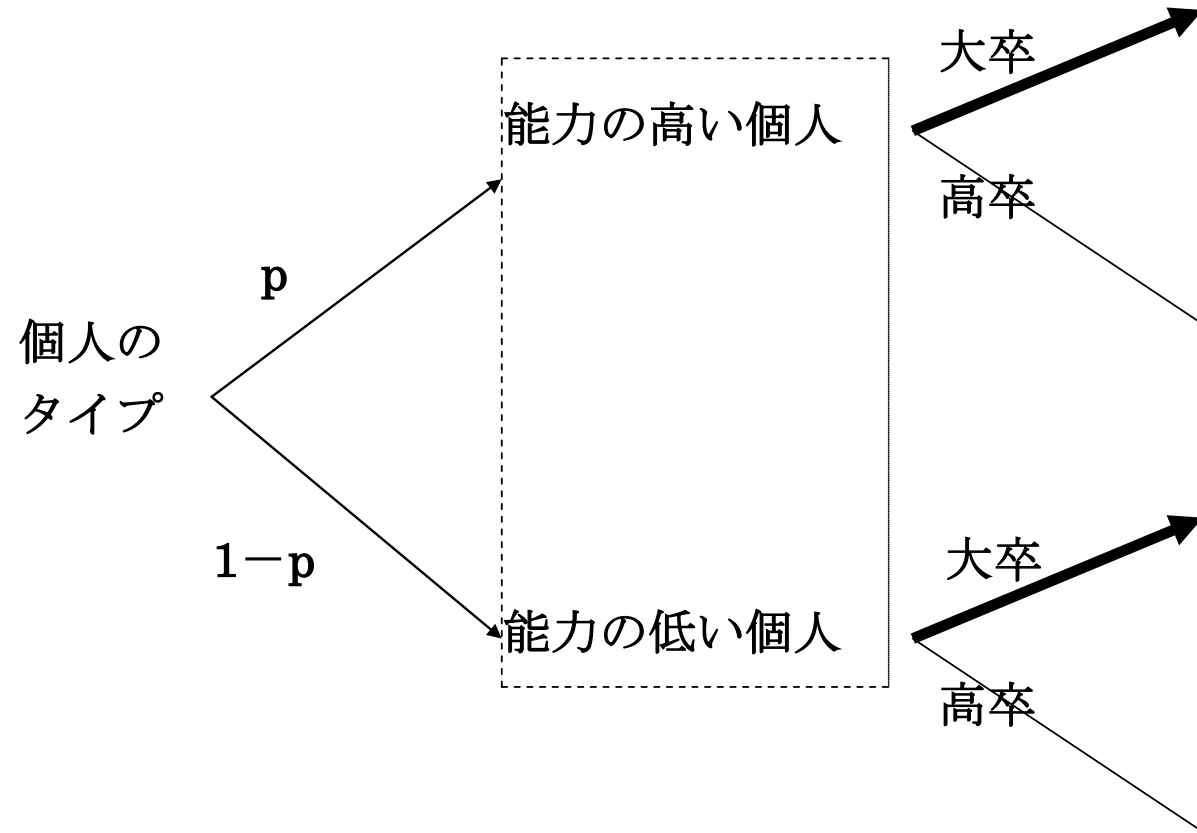 大卒
能力の高い個人
高卒
p
個人の
タイプ
1－p
大卒
能力の低い個人
高卒